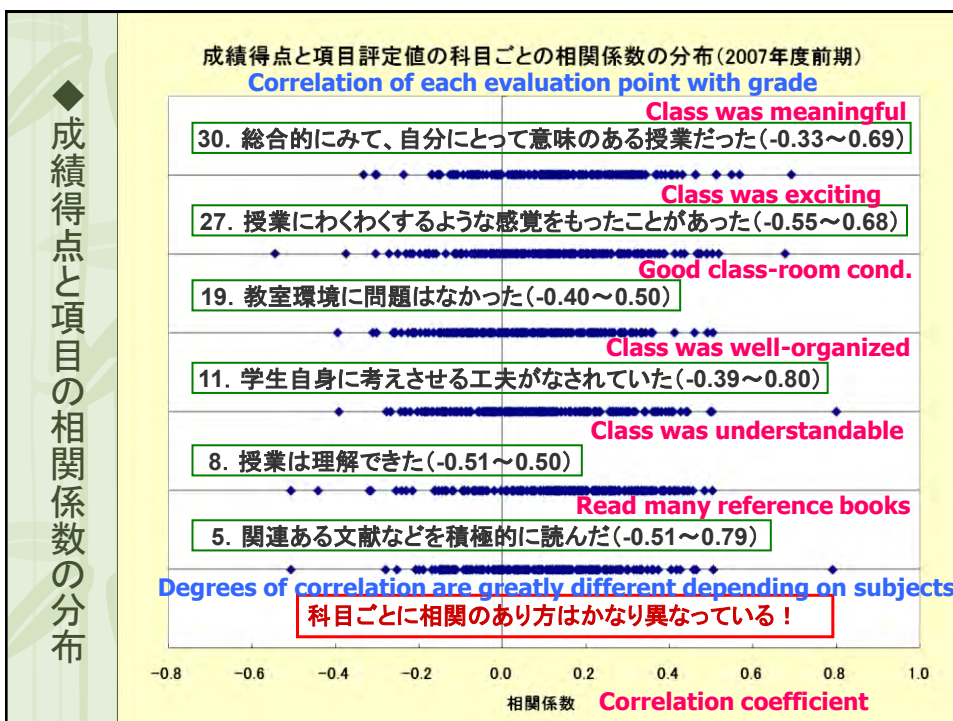 ◆成績得点と項目の相関係数の分布
成績得点と項目評定値の科目ごとの相関係数の分布(2007年度前期)
Correlation of each evaluation point with grade
Class was meaningful
30. 総合的にみて、自分にとって意味のある授業だった(-0.33～0.69)
Class was exciting
27. 授業にわくわくするような感覚をもったことがあった(-0.55～0.68)
Good class-room cond.
19. 教室環境に問題はなかった(-0.40～0.50)
Class was well-organized
11. 学生自身に考えさせる工夫がなされていた(-0.39～0.80)
Class was understandable
8. 授業は理解できた(-0.51～0.50)
Read many reference books
5. 関連ある文献などを積極的に読んだ(-0.51～0.79)
Degrees of correlation are greatly different depending on subjects
科目ごとに相関のあり方はかなり異なっている！
-0.8 -0.6 -0.4 -0.2 0.0 0.2 0.4 0.6 0.8 1.0
相関係数 Correlation coefficient